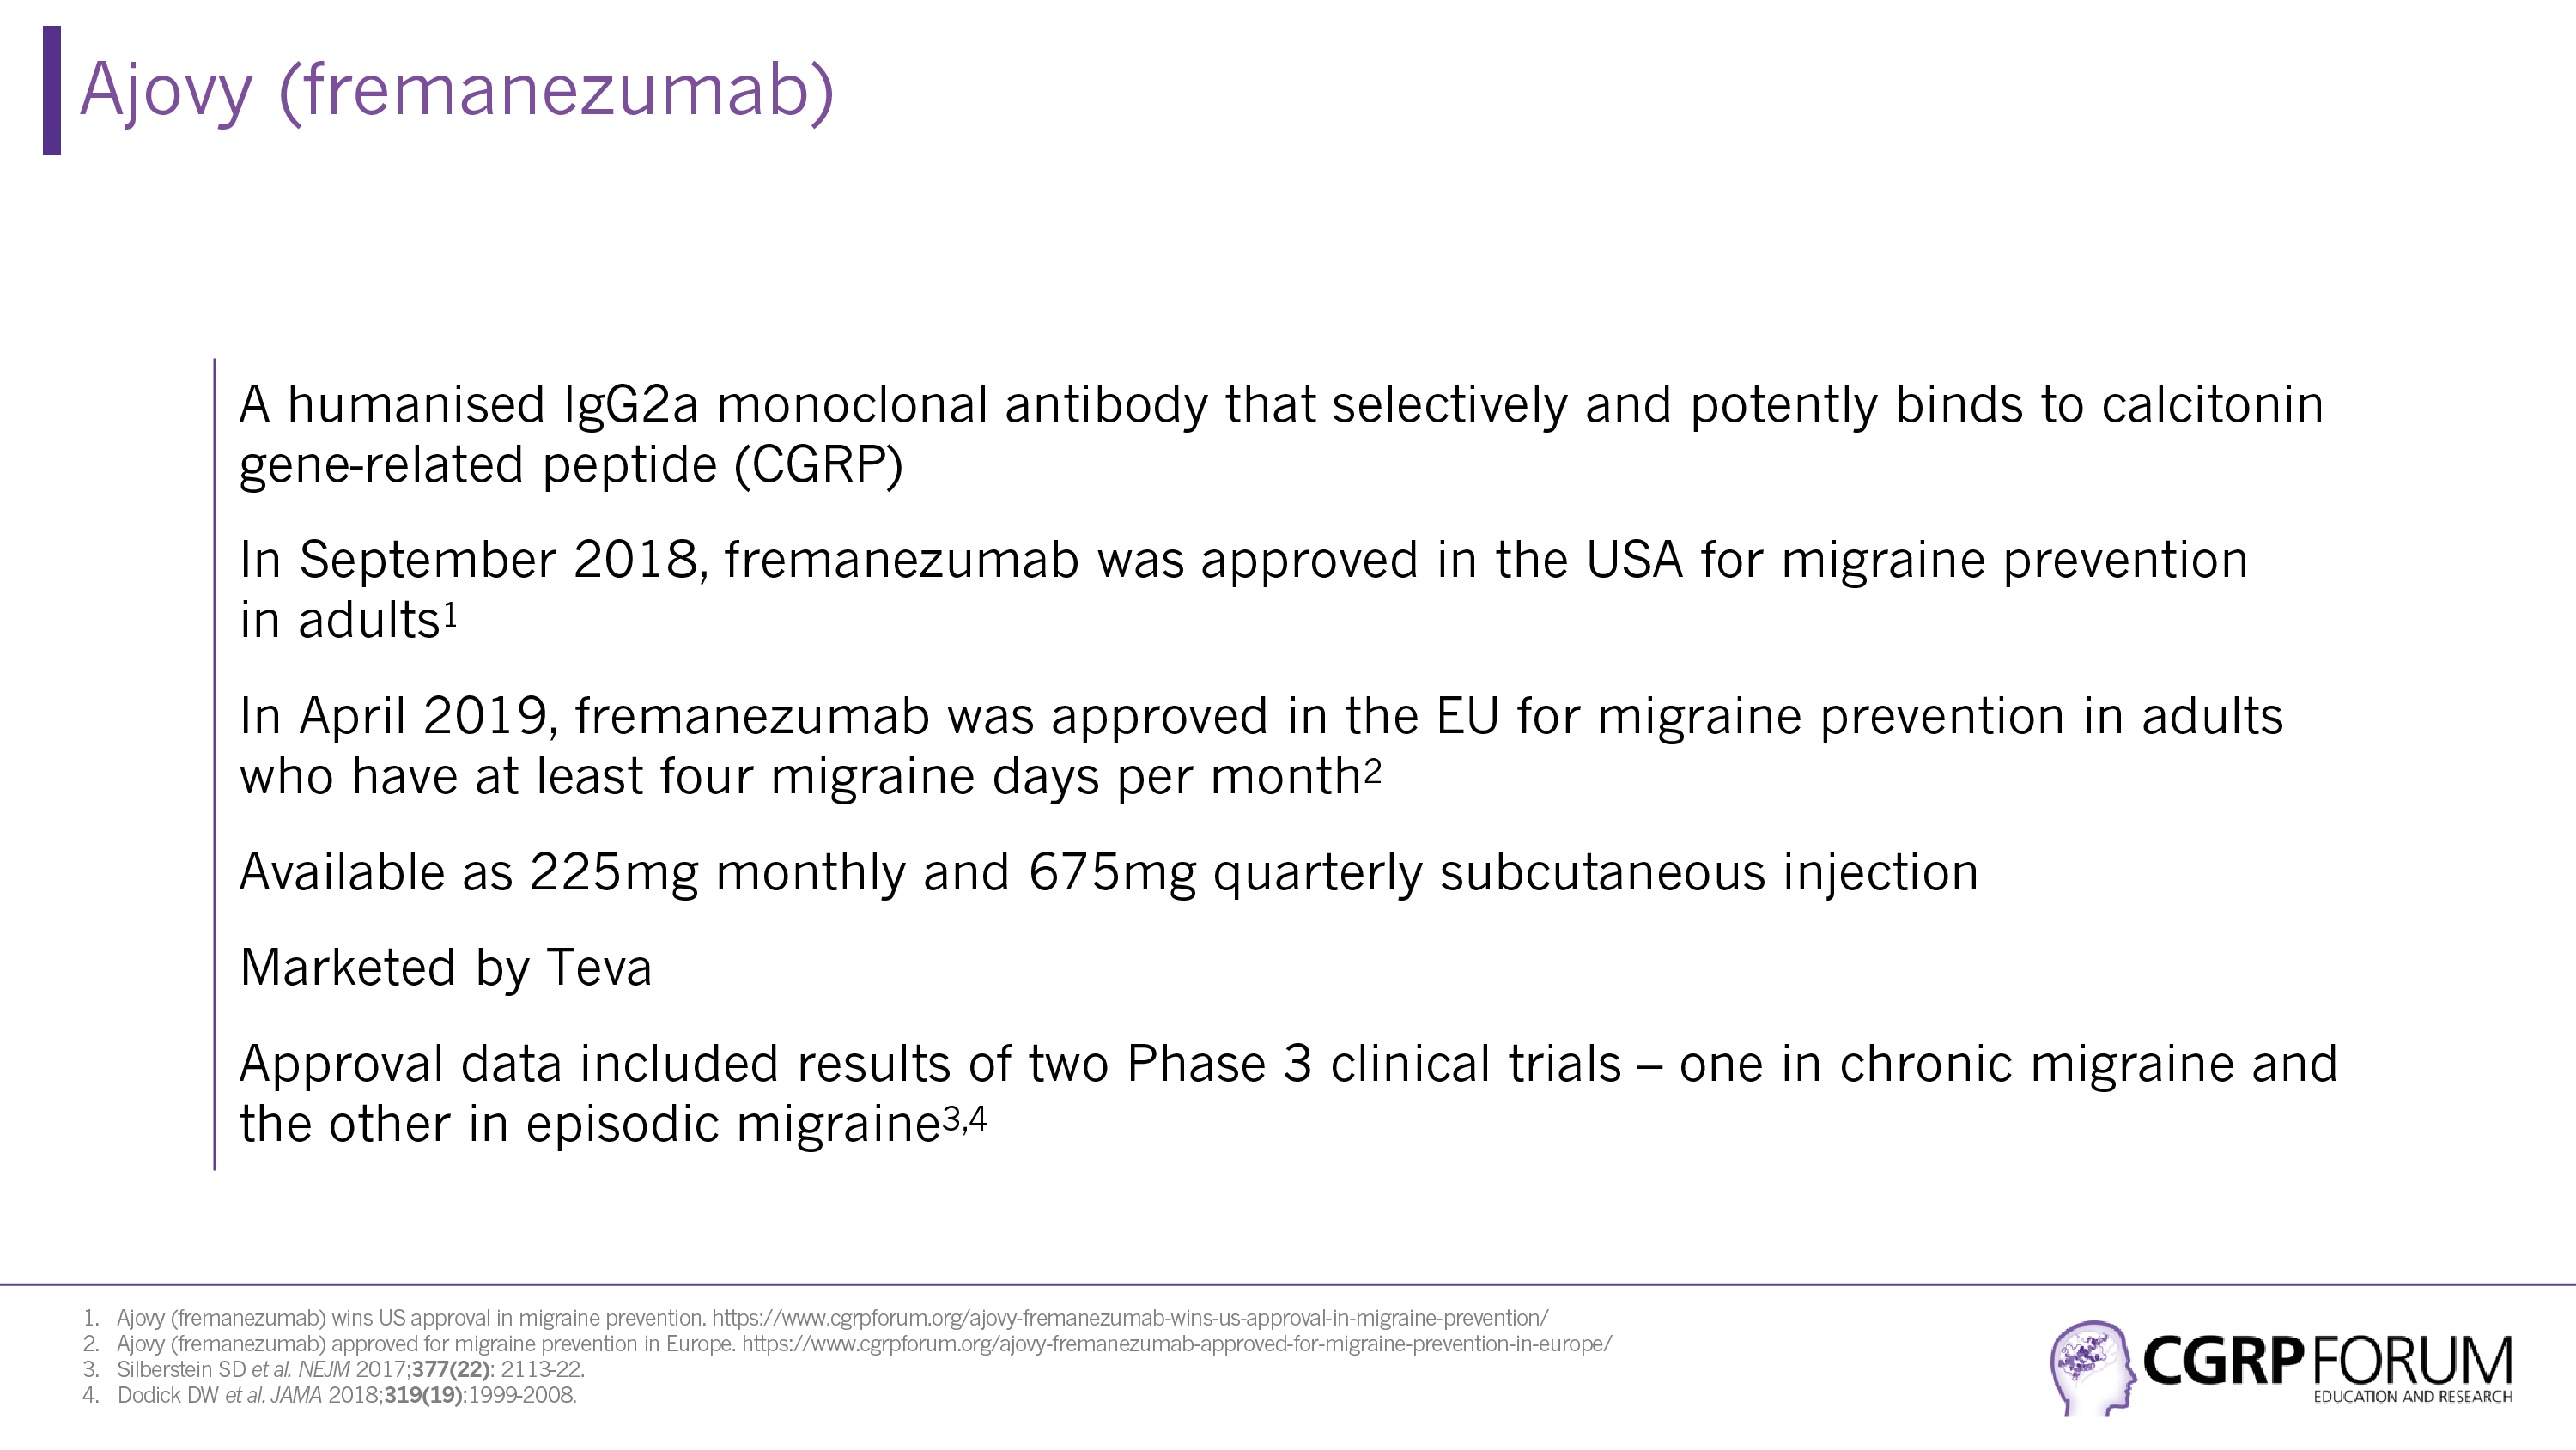 Ajovy (fremanezumab)
A humanised IgG2a monoclonal antibody that selectively and potently binds to calcitonin
gene-related peptide (CGRP)
In September 2018, fremanezumab was approved in the USA for migraine prevention
in adults1
In April 2019, fremanezumab was approved in the EU for migraine prevention in adults
who have at least four migraine days per month2
Available as 225mg monthly and 675mg quarterly subcutaneous injection
Marketed by Teva
Approval data included results of two Phase 3 clinical trials – one in chronic migraine and
the other in episodic migraine3,4
1. Ajovy (fremanezumab) wins US approval in migraine prevention. https://www.cgrpforum.org/ajovy-fremanezumab-wins-us-approval-in-migraine-prevention/
2. Ajovy (fremanezumab) approved for migraine prevention in Europe. https://www.cgrpforum.org/ajovy-fremanezumab-approved-for-migraine-prevention-in-europe/
3. Silberstein SD et al. NEJM 2017;377(22): 2113-22.
4. Dodick DW et al. JAMA 2018;319(19):1999-2008.
CGRP FORUM
EDUCATION AND RESEARCH